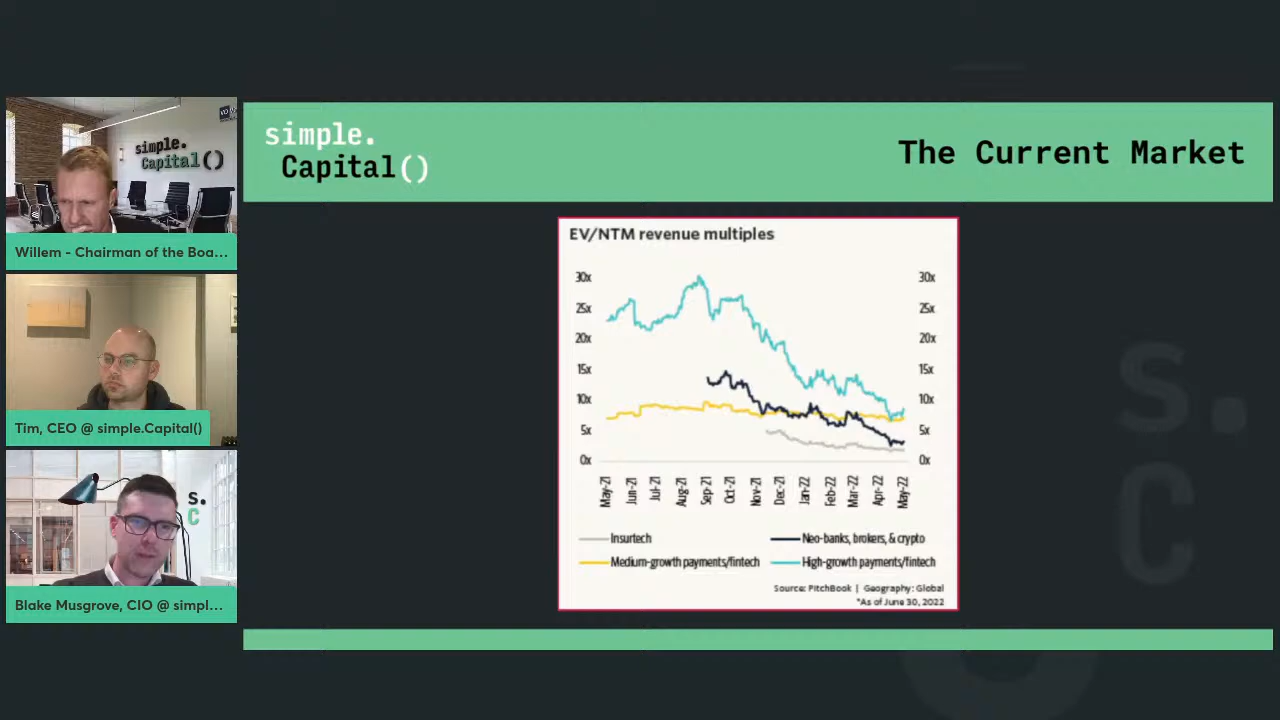 simple.
Capital()
Willem - Chairman of the Boa...
Tim, CEO @ simple.Capital()
s.
C
Blake Musgrove, CIO @ simpl...
simple.
Capital()
The Current Market
EV/NTM revenue multiples
30x
30x
25x
25x
20x
20x
15x
15x
10x
10x
5x
5x
0x
0x
May-21
Jun-21
Jul-21
Aug-21
Sep-21
Oct-21
Nov-21
Dec-21
Jan-22
Feb-22
Mar-22
Apr-22
May-22
Insurtech
Neo-banks, brokers, & crypto
Medium-growth payments/fintech
High-growth payments/fintech
Source: PitchBook | Geography: Global
*As of June 30, 2022
s.
C